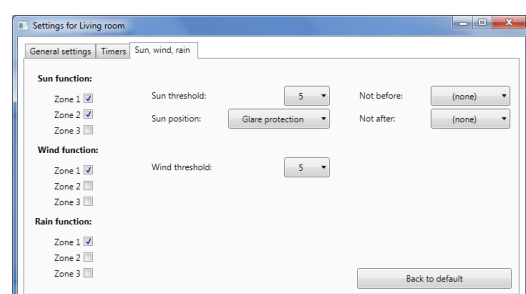 Settings for Living room
General settings Timers Sun, wind, rain
Sun function:
Zone 1 Sun threshold: 5 Not before: (none)
Zone 2 Sun position: Glare protection Not after: (none)
Zone 3
Wind function:
Zone 1 Wind threshold: 5
Zone 2
Zone 3
Rain function:
Zone 1
Zone 2
Zone 3
Back to default